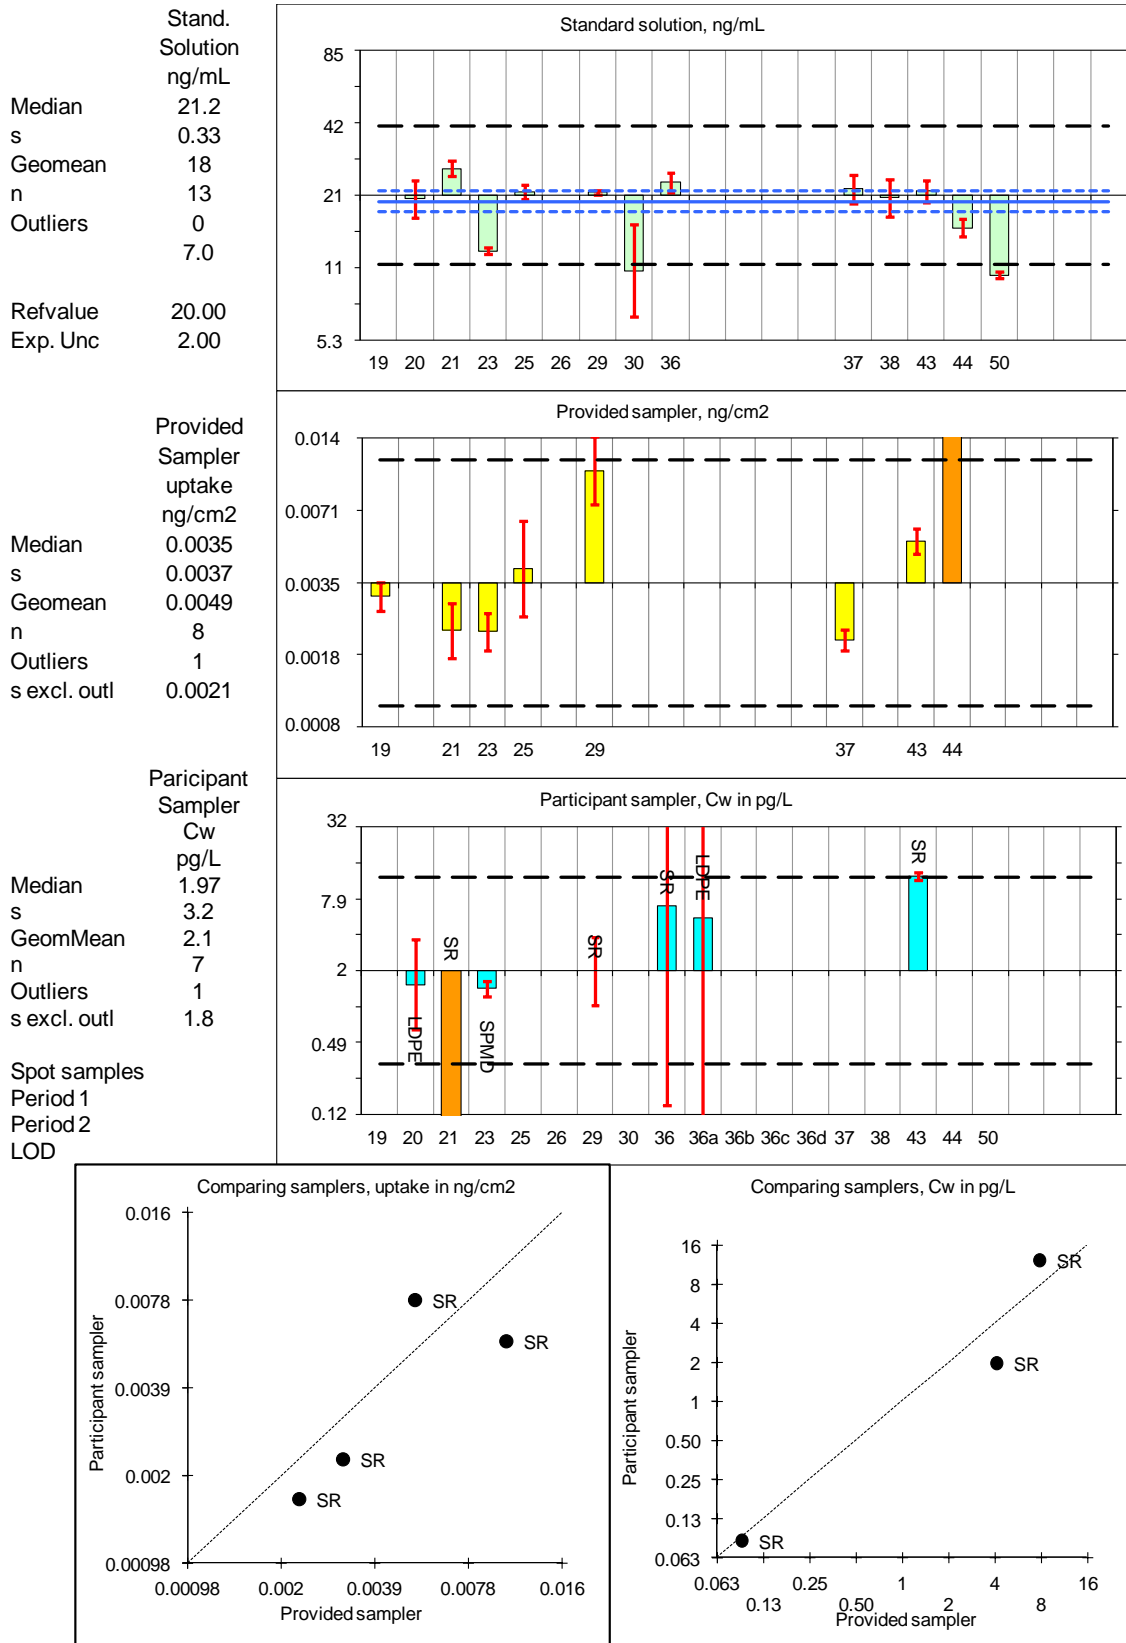 Stand.
Solution
ng/mL
Median 21.2
s 0.33
Geomean 18
n 13
Outliers 0
7.0
Refvalue 20.00
Exp. Unc 2.00
Standard solution, ng/mL
85
42
21
11
5.3
19 20 21 23 25 26 29 30 36 37 38 43 44 50
Provided
Sampler
uptake
ng/cm2
Median 0.0035
s 0.0037
Geomean 0.0049
n 8
Outliers 1
s excl. outl 0.0021
Provided sampler, ng/cm2
0.014
0.0071
0.0035
0.0018
0.0008
19 21 23 25 29 37 43 44
Paricipant
Sampler
Cw
pg/L
Median 1.97
s 3.2
GeomMean 2.1
n 7
Outliers 1
s excl. outl 1.8
Spot samples
Period 1
Period 2
LOD
Participant sampler, Cw in pg/L
32
7.9
2
0.49
0.12
LDPE
SR
SPMD
SR
SR
LDPE
SR
19 20 21 23 25 26 29 30 36 36a 36b 36c 36d 37 38 43 44 50
Comparing samplers, uptake in ng/cm2
Participant sampler
0.016
0.0078
0.0039
0.002
0.00098
SR
SR
SR
SR
0.00098 0.002 0.0039 0.0078 0.016
Provided sampler
Comparing samplers, Cw in pg/L
Participant sampler
16
8
4
2
1
0.50
0.25
0.13
0.063
SR
SR
SR
0.063 0.25 1 4 16
0.13 0.50 2 8
Provided sampler